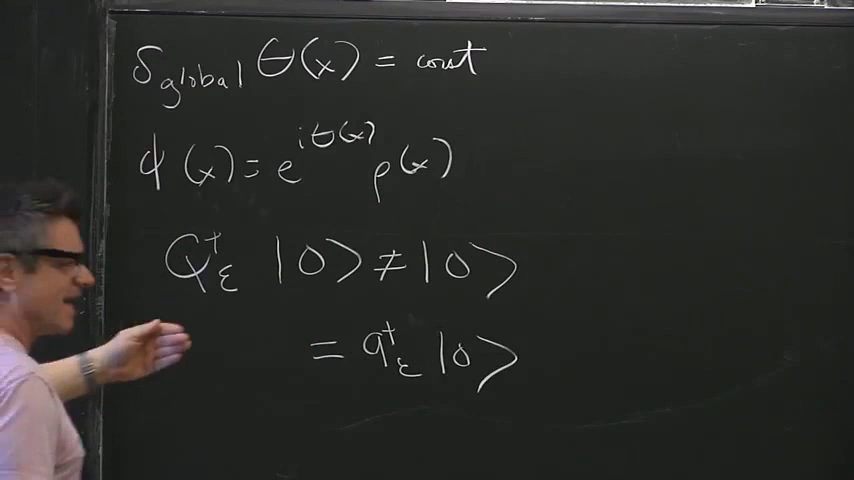 δ_global θ(x) = const
ϕ(x) = e^{iθ(x)} ρ(x)
Q†_ε |0⟩ ≠ |0⟩
= a†_ε |0⟩